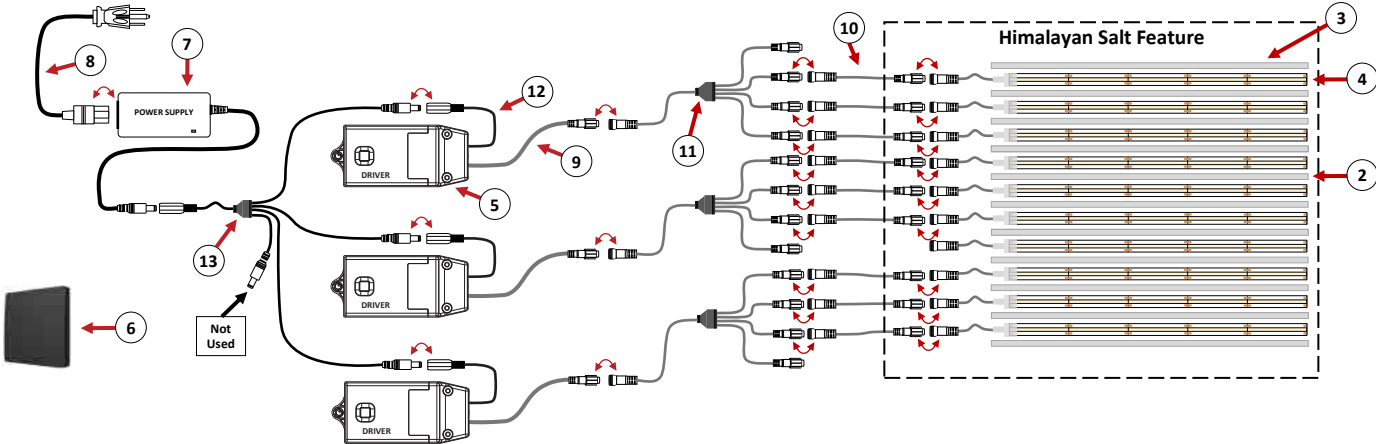 Himalayan Salt Feature
3
10
7
8
4
POWER SUPPLY
12
11
9
DRIVER
5
2
13
DRIVER
6
Not
Used
DRIVER